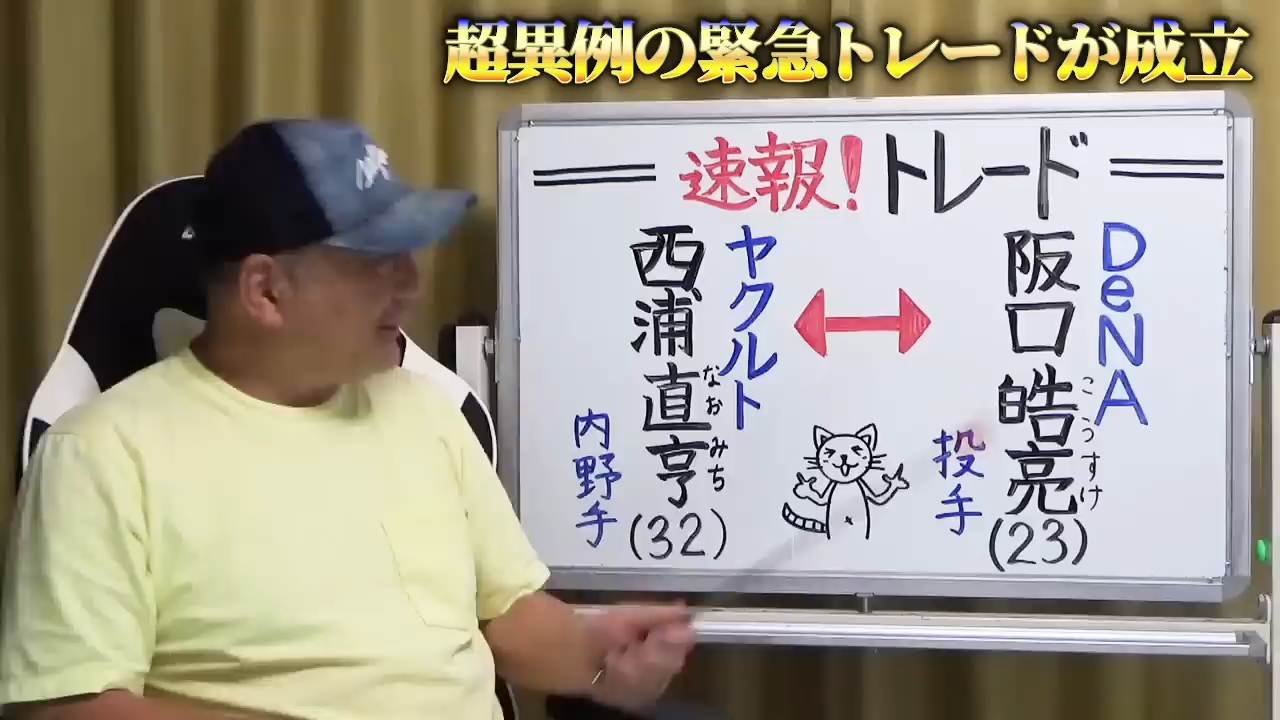 超異例の緊急トレードが成立
速報!トレード
DeNA
阪口皓亮
こうすけ
(23)
投手
ヤクルト
西浦直亨
なおみち
(32)
内野手